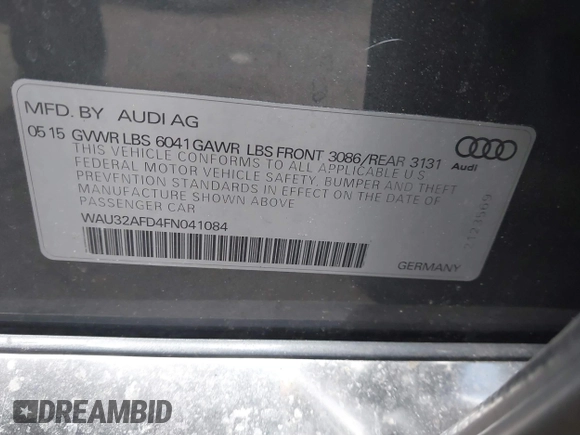 MFD. BY AUDI AG
05 15 GVWR LBS 6041 GAWR LBS FRONT 3086/REAR 3131
THIS VEHICLE CONFORMS TO ALL APPLICABLE U.S.
FEDERAL MOTOR VEHICLE SAFETY, BUMPER AND THEFT
PREVENTION STANDARDS IN EFFECT ON THE DATE OF
MANUFACTURE SHOWN ABOVE
PASSENGER CAR
WAU32AFD4FN041084
Audi
GERMANY
DREAMBID